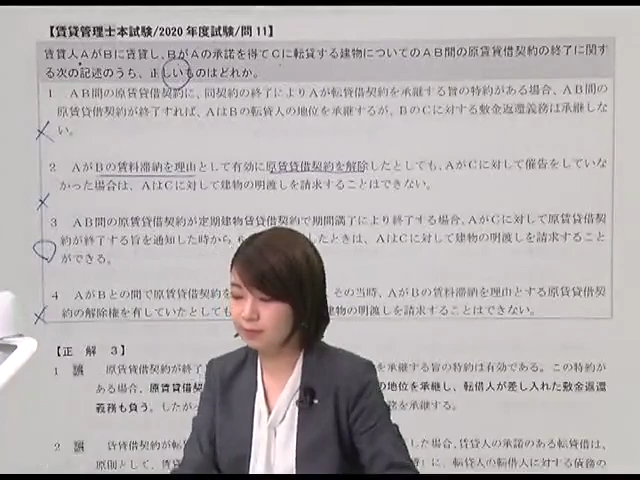 【賃貸管理士本試験/2020年度試験/問11】
賃貸人AがBに賃貸し、BがAの承諾を得てCに転貸する建物についてのAB間の原賃貸借契約の終了に関す
る次の記述のうち、正しいものはどれか。
1 AB間の原賃貸借契約に、同契約の終了によりAが転貸借契約を承継する旨の特約がある場合、AB間の
原賃貸借契約が終了すれば、AはBの転貸人の地位を承継するが、BのCに対する敷金返還義務は承継しな
い。
2 AがBの賃料滞納を理由として有効に原賃貸借契約を解除したとしても、AがCに対して催告をしていな
かった場合は、AはCに対して建物の明渡しを請求することはできない。
3 AB間の原賃貸借契約が定期建物賃貸借契約で期間満了により終了する場合、AがCに対して原賃貸借契
約が終了する旨を通知した時から したときは、AはCに対して建物の明渡しを請求すること
ができる。
4 AがBとの間で原賃貸借契約を その当時、AがBの賃料滞納を理由とする原賃貸借契
約の解除権を有していたとしても 建物の明渡しを請求することはできない。
【正 解 3】
1 誤 原賃貸借契約が終了 を承継する旨の特約は有効である。この特約が
ある場合、原賃貸借契 の地位を承継し、転借人が差し入れた敷金返還
義務も負う。したが 務を承継する。
2 誤 賃貸借契約が転 した場合、賃貸人の承諾のある転貸借は、
原則として、賃 に、転貸人の転借人に対する債務の